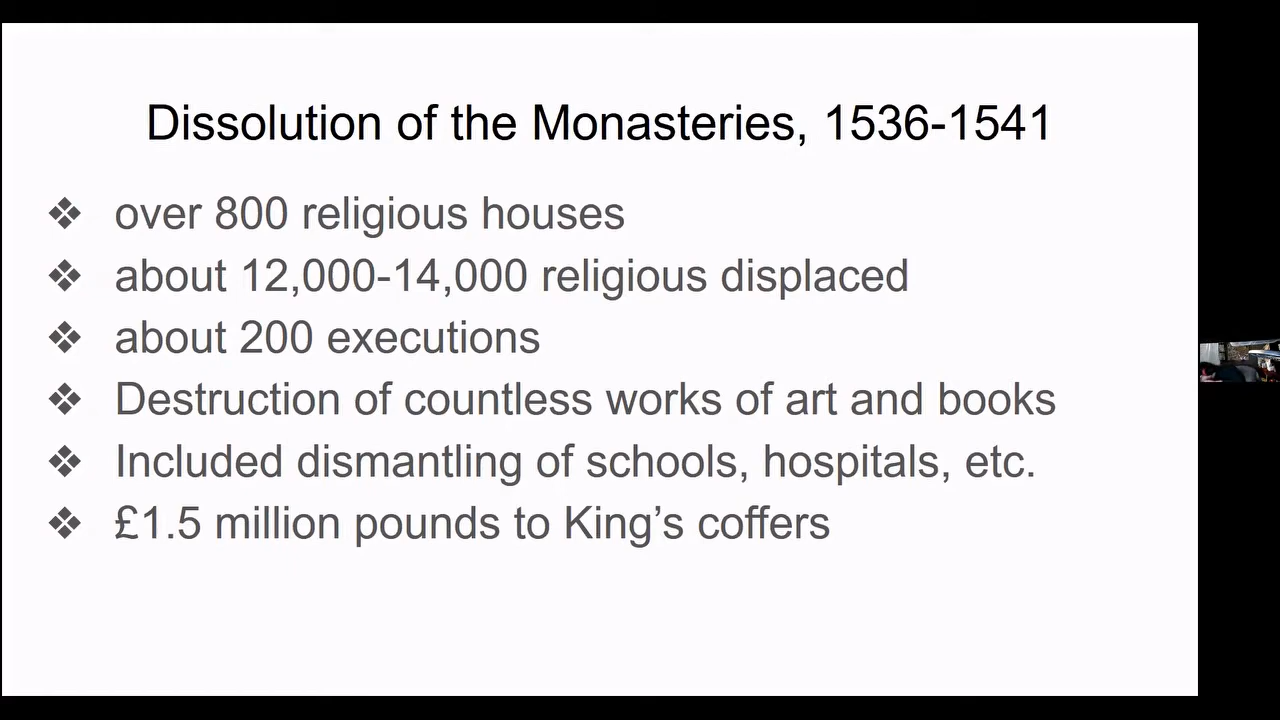 Dissolution of the Monasteries, 1536-1541
❖ over 800 religious houses
❖ about 12,000-14,000 religious displaced
❖ about 200 executions
❖ Destruction of countless works of art and books
❖ Included dismantling of schools, hospitals, etc.
❖ £1.5 million pounds to King’s coffers